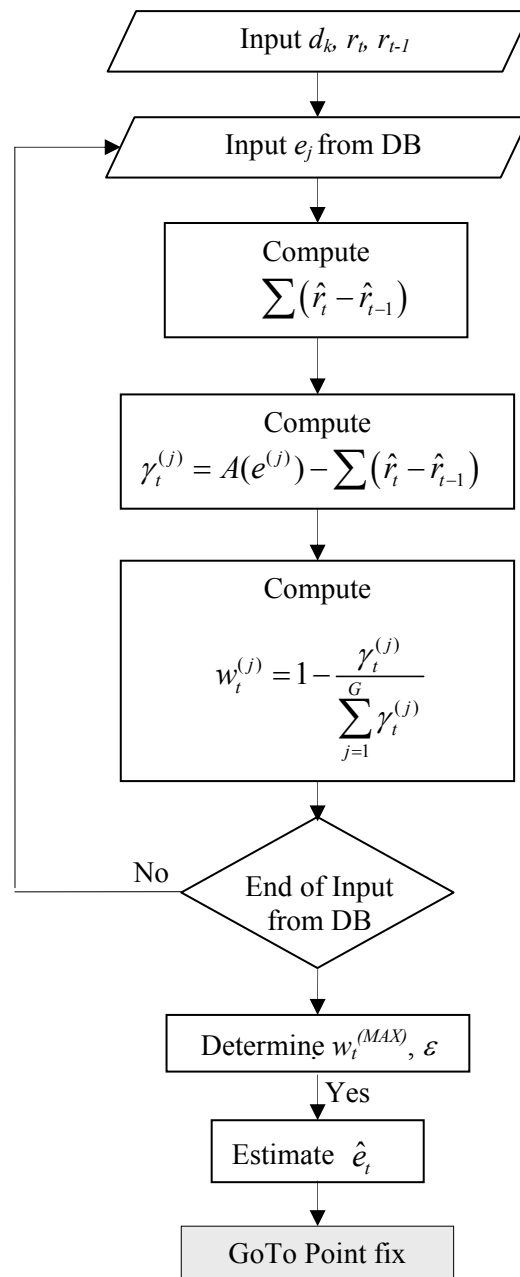 Input d_k, r_t, r_{t-1}
Input e_j from DB
Compute
∑(r̂_t − r̂_{t−1})
Compute
γ_t^{(j)} = A(e^{(j)}) − ∑(r̂_t − r̂_{t−1})
Compute
w_t^{(j)} = 1 − γ_t^{(j)} / ∑_{j=1}^{G} γ_t^{(j)}
No
End of Input
from DB
Determine w_t^{(MAX)}, ε
Yes
Estimate ê_t
GoTo Point fix